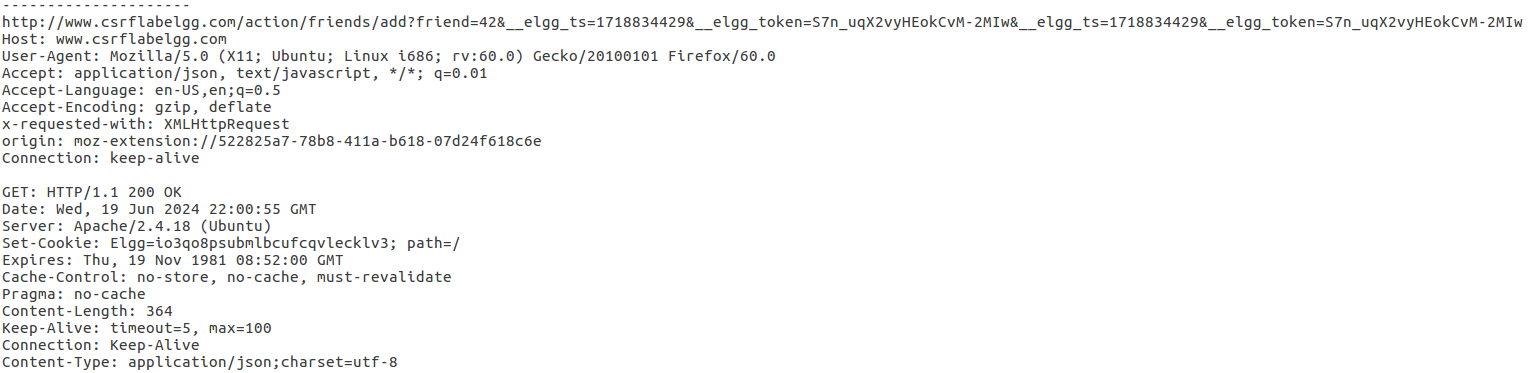 ---------------------
http://www.csrflabelgg.com/action/friends/add?friend=42&__elgg_ts=1718834429&__elgg_token=S7n_uqX2vyHEokCvM-2MIw&__elgg_ts=1718834429&__elgg_token=S7n_uqX2vyHEokCvM-2MIw
Host: www.csrflabelgg.com
User-Agent: Mozilla/5.0 (X11; Ubuntu; Linux i686; rv:60.0) Gecko/20100101 Firefox/60.0
Accept: application/json, text/javascript, */*; q=0.01
Accept-Language: en-US,en;q=0.5
Accept-Encoding: gzip, deflate
x-requested-with: XMLHttpRequest
origin: moz-extension://522825a7-78b8-411a-b618-07d24f618c6e
Connection: keep-alive

GET: HTTP/1.1 200 OK
Date: Wed, 19 Jun 2024 22:00:55 GMT
Server: Apache/2.4.18 (Ubuntu)
Set-Cookie: Elgg=io3qo8psubmlbcufcqvlecklv3; path=/
Expires: Thu, 19 Nov 1981 08:52:00 GMT
Cache-Control: no-store, no-cache, must-revalidate
Pragma: no-cache
Content-Length: 364
Keep-Alive: timeout=5, max=100
Connection: Keep-Alive
Content-Type: application/json;charset=utf-8